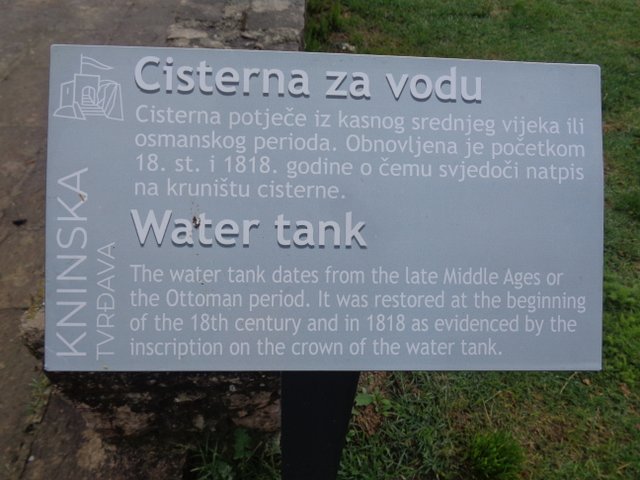 Cisterna za vodu
Cisterna potječe iz kasnog srednjeg vijeka ili
osmanskog perioda. Obnovljena je početkom
18. st. i 1818. godine o čemu svjedoči natpis
na kruništu cisterne.
Water tank
The water tank dates from the late Middle Ages or
the Ottoman period. It was restored at the beginning
of the 18th century and in 1818 as evidenced by the
inscription on the crown of the water tank.
KNINSKA
TVRĐAVA